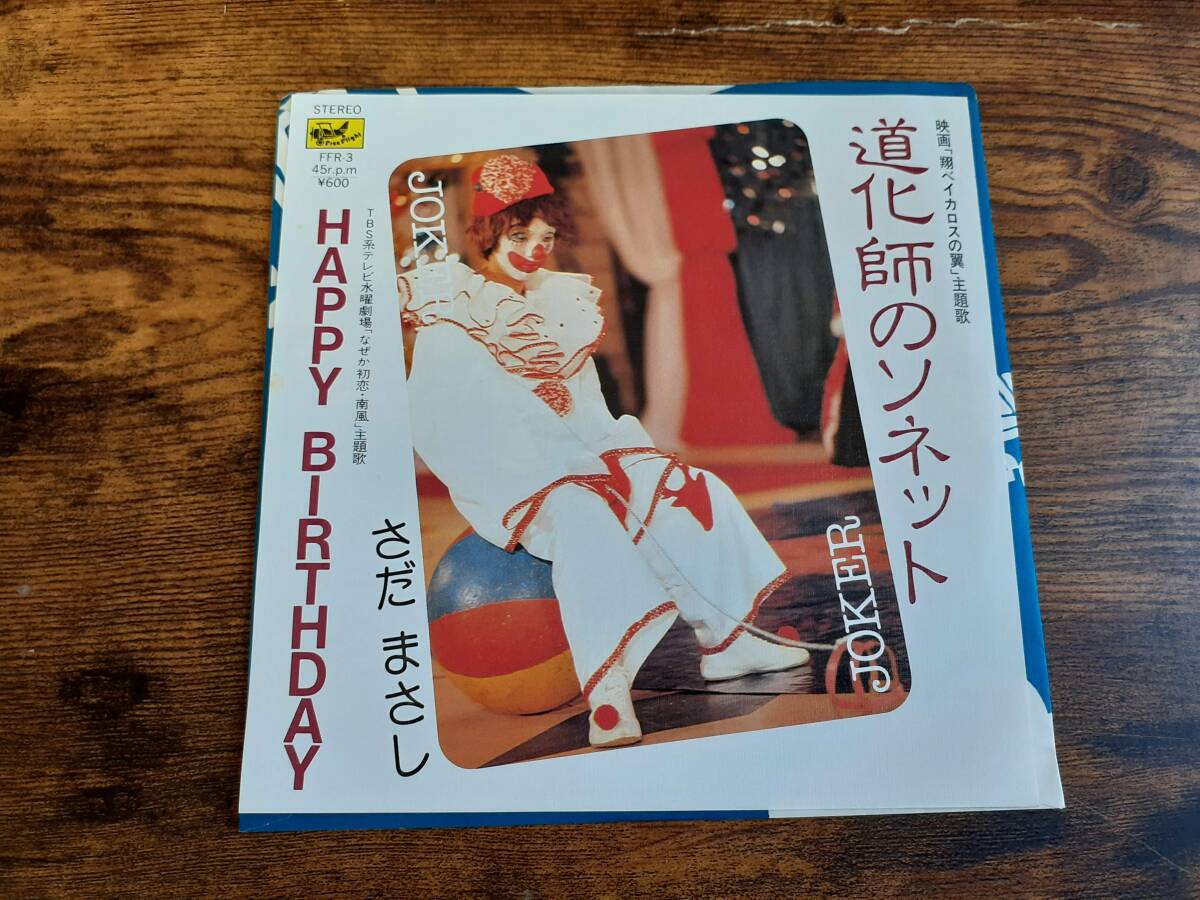 STEREO
Free Flight
FFR-3
45r.p.m
¥600
映画「翔べイカロスの翼」主題歌
道化師のソネット
JOKER
JOKER
TBS系テレビ水曜劇場「なぜか初恋・南風」主題歌
HAPPY BIRTHDAY
さだ まさし